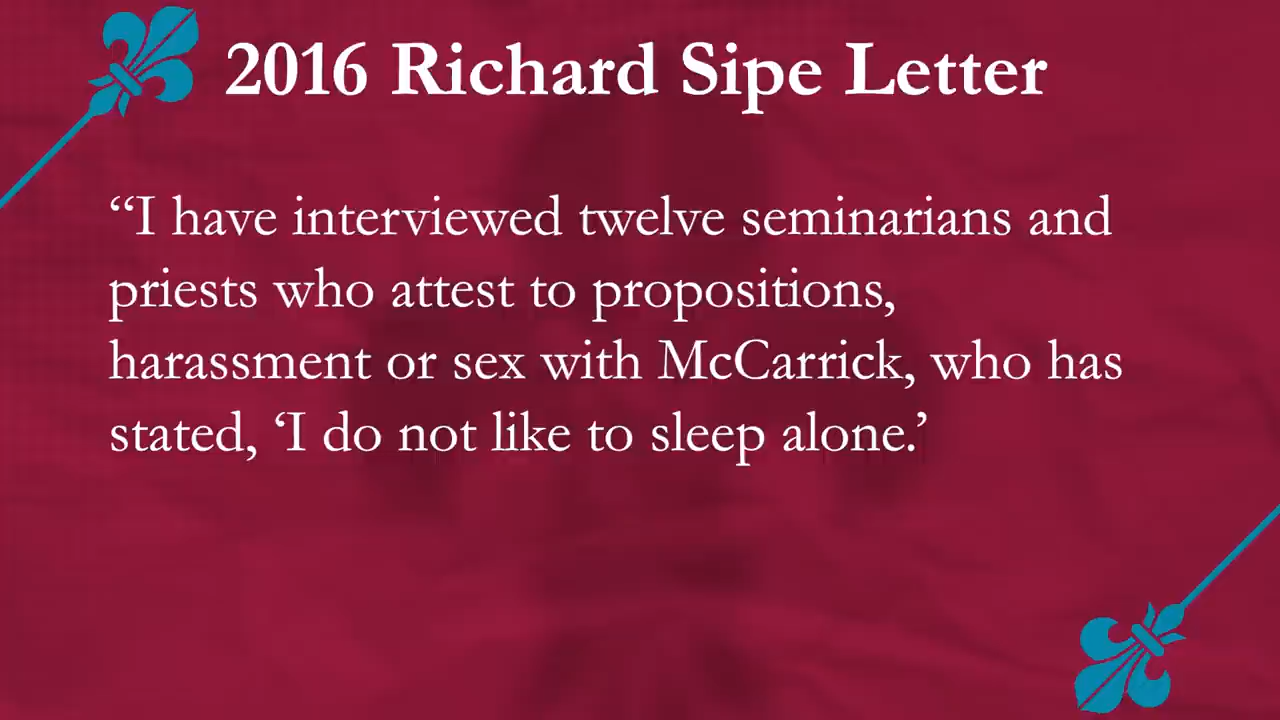 2016 Richard Sipe Letter
“I have interviewed twelve seminarians and
priests who attest to propositions,
harassment or sex with McCarrick, who has
stated, ‘I do not like to sleep alone.’